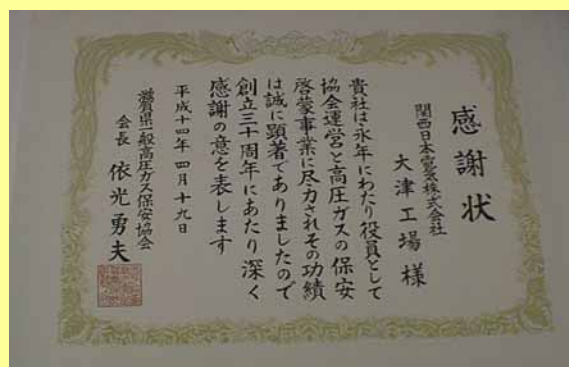 感謝状
関西日本電気株式会社
大津工場様
貴社は永年にわたり役員として
協会運営と高圧ガスの保安
啓蒙事業に尽力されその功績
は誠に顕著でありましたので
創立三十周年にあたり深く
感謝の意を表します
平成十四年四月十九日
滋賀県一般高圧ガス保安協会
会長 依光勇夫